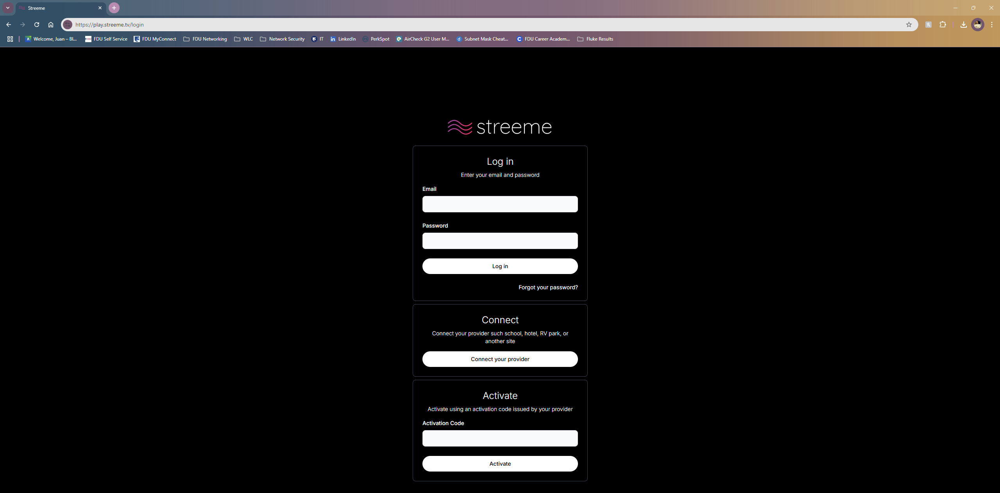 Streeme
https://play.streeme.tv/login
Welcome, Juan – Bl...
FDU Self Service
FDU MyConnect
FDU Networking
WLC
Network Security
IT
LinkedIn
PerkSpot
AirCheck G2 User M...
Subnet Mask Cheat...
FDU Career Academ...
Fluke Results
streeme
Log in
Enter your email and password
Email
Password
Log in
Forgot your password?
Connect
Connect your provider such school, hotel, RV park, or
another site
Connect your provider
Activate
Activate using an activation code issued by your provider
Activation Code
Activate